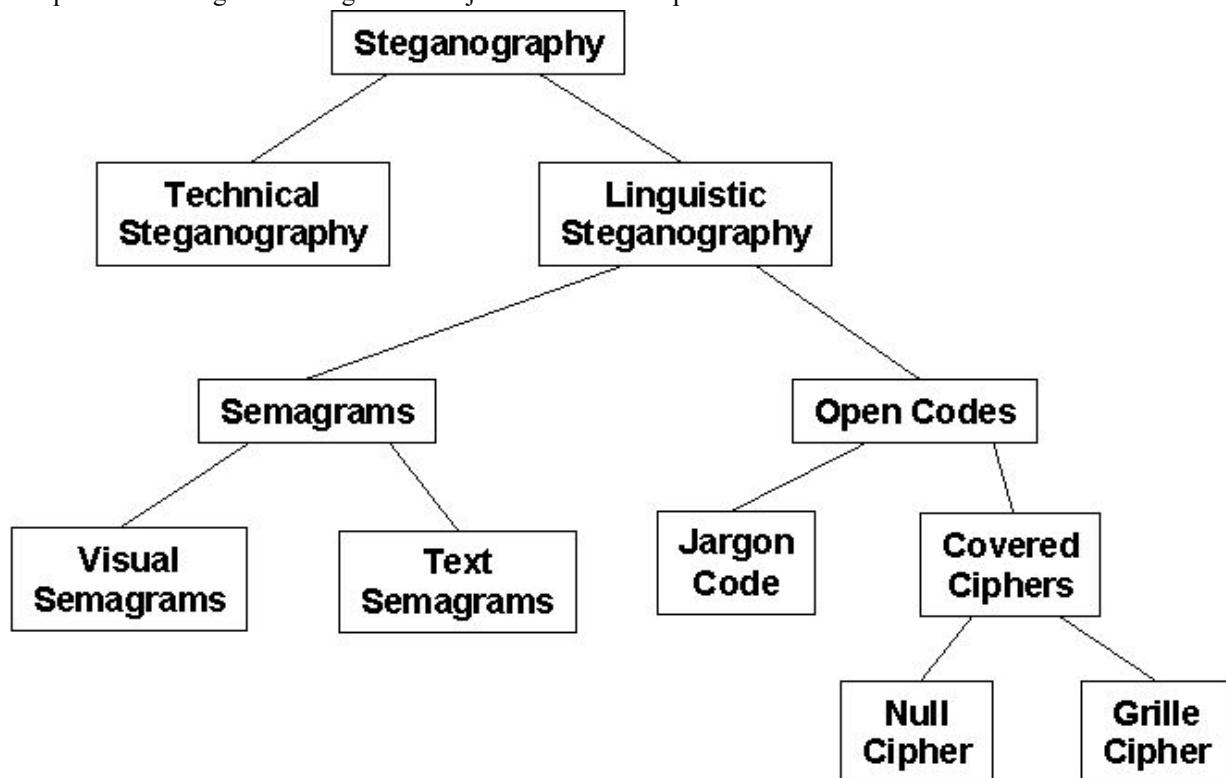 Steganography
Technical
Steganography
Linguistic
Steganography
Semagrams
Open Codes
Visual
Semagrams
Text
Semagrams
Jargon
Code
Covered
Ciphers
Null
Cipher
Grille
Cipher